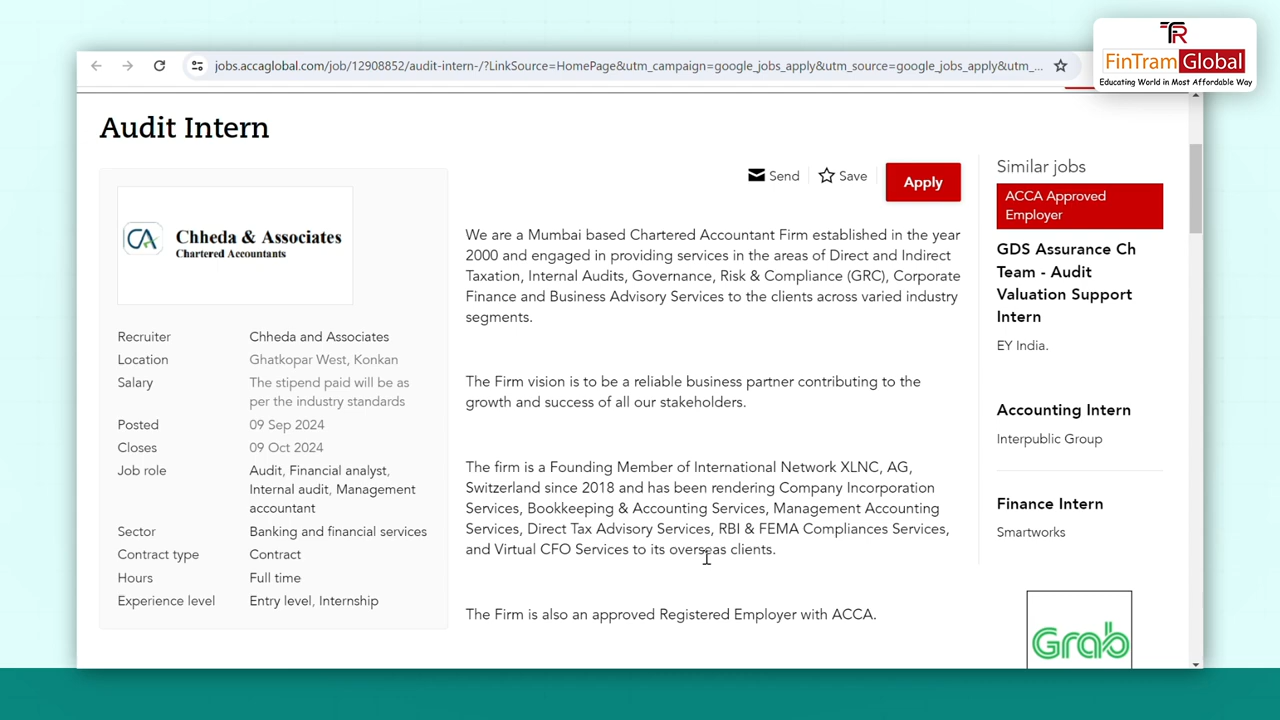 FinTram Global
Educating World in Most Affordable Way
jobs.accaglobal.com/job/12908852/audit-intern-/?LinkSource=HomePage&utm_campaign=google_jobs_apply&utm_source=google_jobs_apply&utm_...
Audit Intern
CA
Chheda & Associates
Chartered Accountants
Recruiter Chheda and Associates
Location Ghatkopar West, Konkan
Salary The stipend paid will be as
per the industry standards
Posted 09 Sep 2024
Closes 09 Oct 2024
Job role Audit, Financial analyst,
Internal audit, Management
accountant
Sector Banking and financial services
Contract type Contract
Hours Full time
Experience level Entry level, Internship
Send Save Apply
We are a Mumbai based Chartered Accountant Firm established in the year
2000 and engaged in providing services in the areas of Direct and Indirect
Taxation, Internal Audits, Governance, Risk & Compliance (GRC), Corporate
Finance and Business Advisory Services to the clients across varied industry
segments.
The Firm vision is to be a reliable business partner contributing to the
growth and success of all our stakeholders.
The firm is a Founding Member of International Network XLNC, AG,
Switzerland since 2018 and has been rendering Company Incorporation
Services, Bookkeeping & Accounting Services, Management Accounting
Services, Direct Tax Advisory Services, RBI & FEMA Compliances Services,
and Virtual CFO Services to its overseas clients.
The Firm is also an approved Registered Employer with ACCA.
Similar jobs
ACCA Approved
Employer
GDS Assurance Ch
Team - Audit
Valuation Support
Intern
EY India.
Accounting Intern
Interpublic Group
Finance Intern
Smartworks
Grab